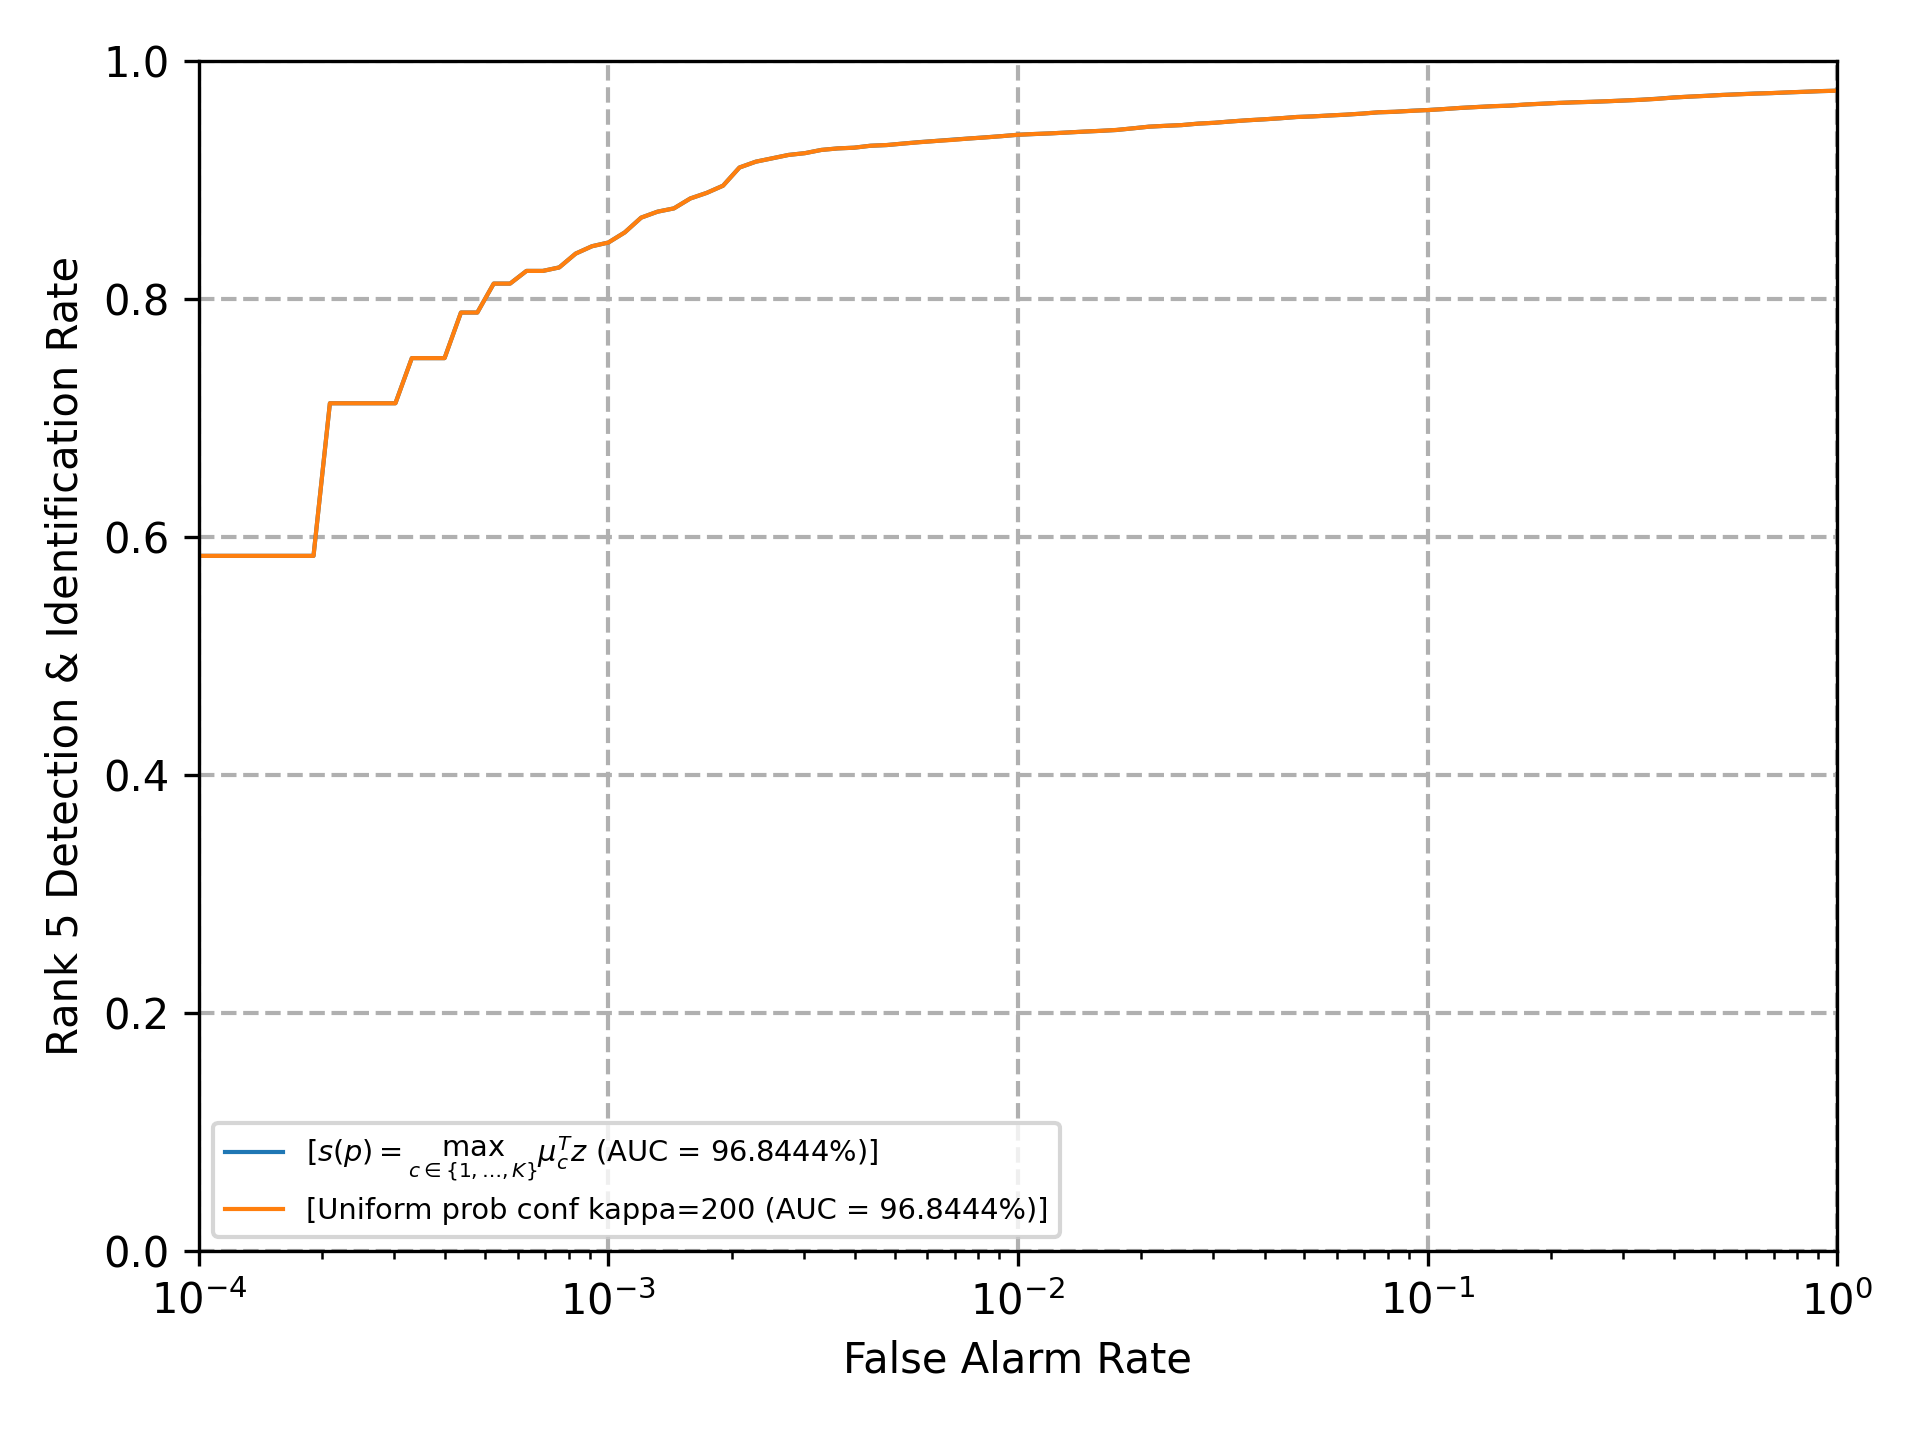 1.0
0.8
0.6
0.4
0.2
0.0
Rank 5 Detection & Identification Rate
[s(p) = max_{c∈{1,…,K}} μ_c^T z (AUC = 96.8444%)]
[Uniform prob conf kappa=200 (AUC = 96.8444%)]
10⁻⁴ 10⁻³ 10⁻² 10⁻¹ 10⁰
False Alarm Rate